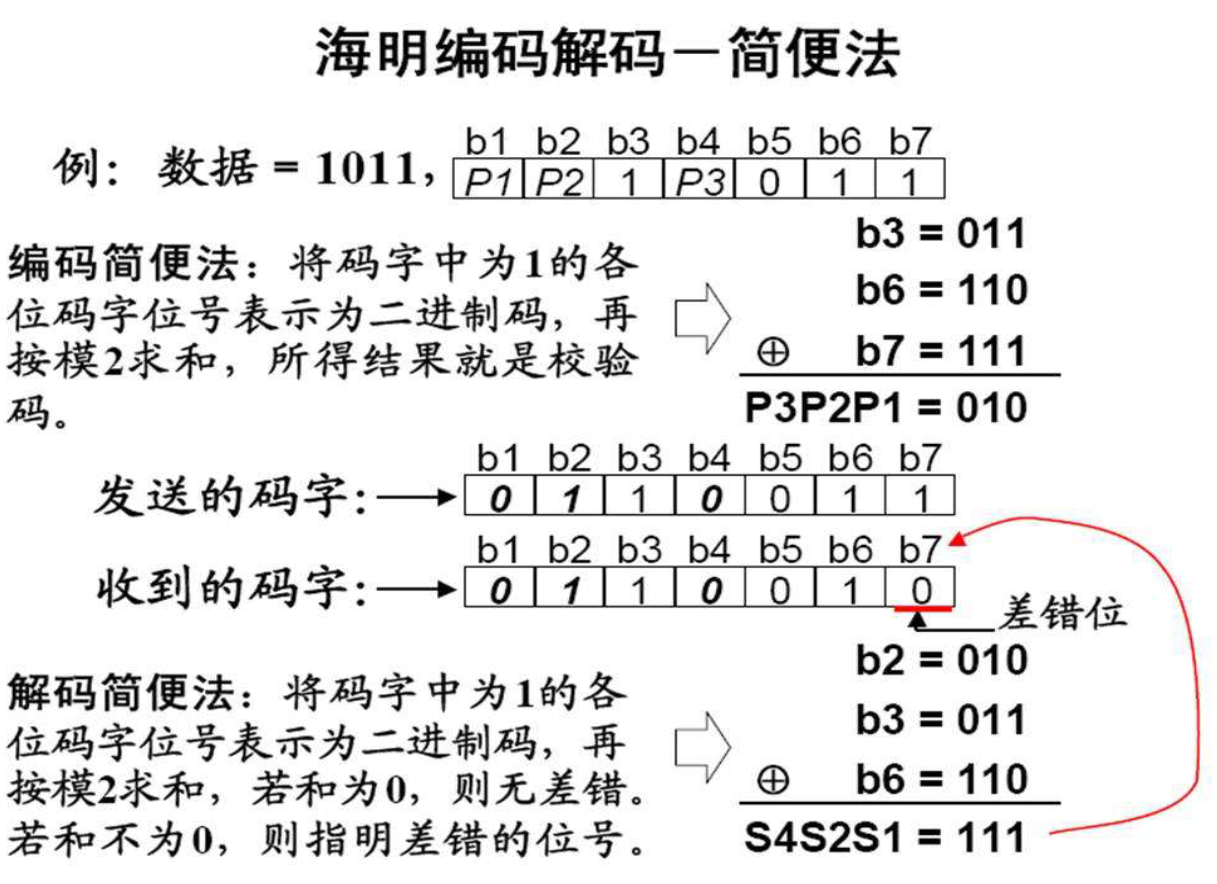 海明编码解码－简便法
b1 b2 b3 b4 b5 b6 b7
例：数据 = 1011, P1 P2 1 P3 0 1 1
编码简便法：将码字中为1的各
位码字位号表示为二进制码，再
按模2求和，所得结果就是校验
码。
b3 = 011
b6 = 110
⊕ b7 = 111
P3P2P1 = 010
b1 b2 b3 b4 b5 b6 b7
发送的码字: 0 1 1 0 0 1 1
b1 b2 b3 b4 b5 b6 b7
收到的码字: 0 1 1 0 0 1 0
差错位
解码简便法：将码字中为1的各
位码字位号表示为二进制码，再
按模2求和，若和为0，则无差错。
若和不为0，则指明差错的位号。
b2 = 010
b3 = 011
⊕ b6 = 110
S4S2S1 = 111